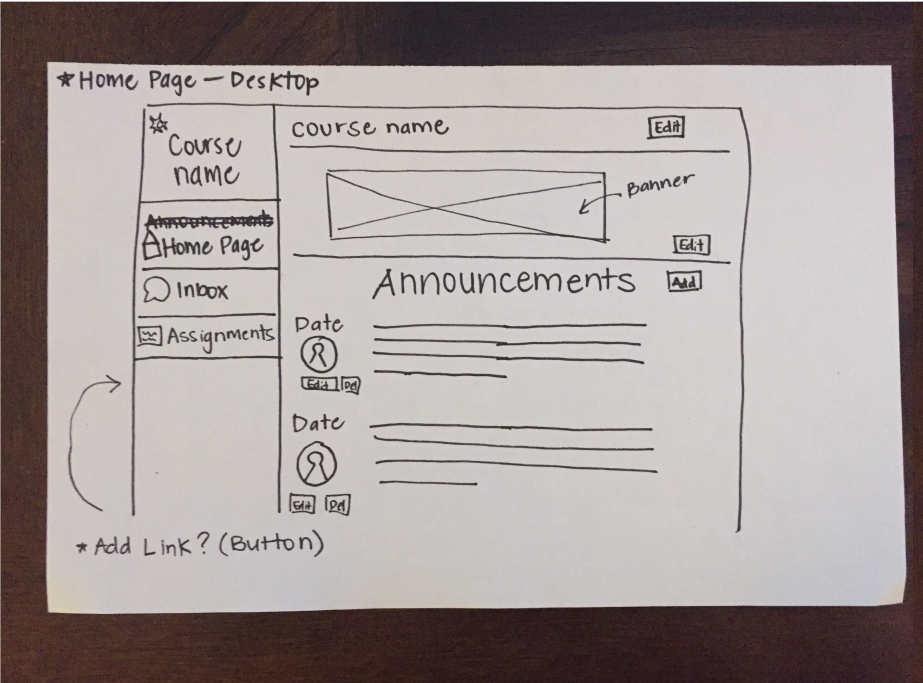 *Home Page – Desktop
Course
name
Announcements
Home Page
Inbox
Assignments
course name
Edit
Banner
Edit
Announcements
Add
Date
Edit Del
Date
Edit Del
*Add Link? (Button)